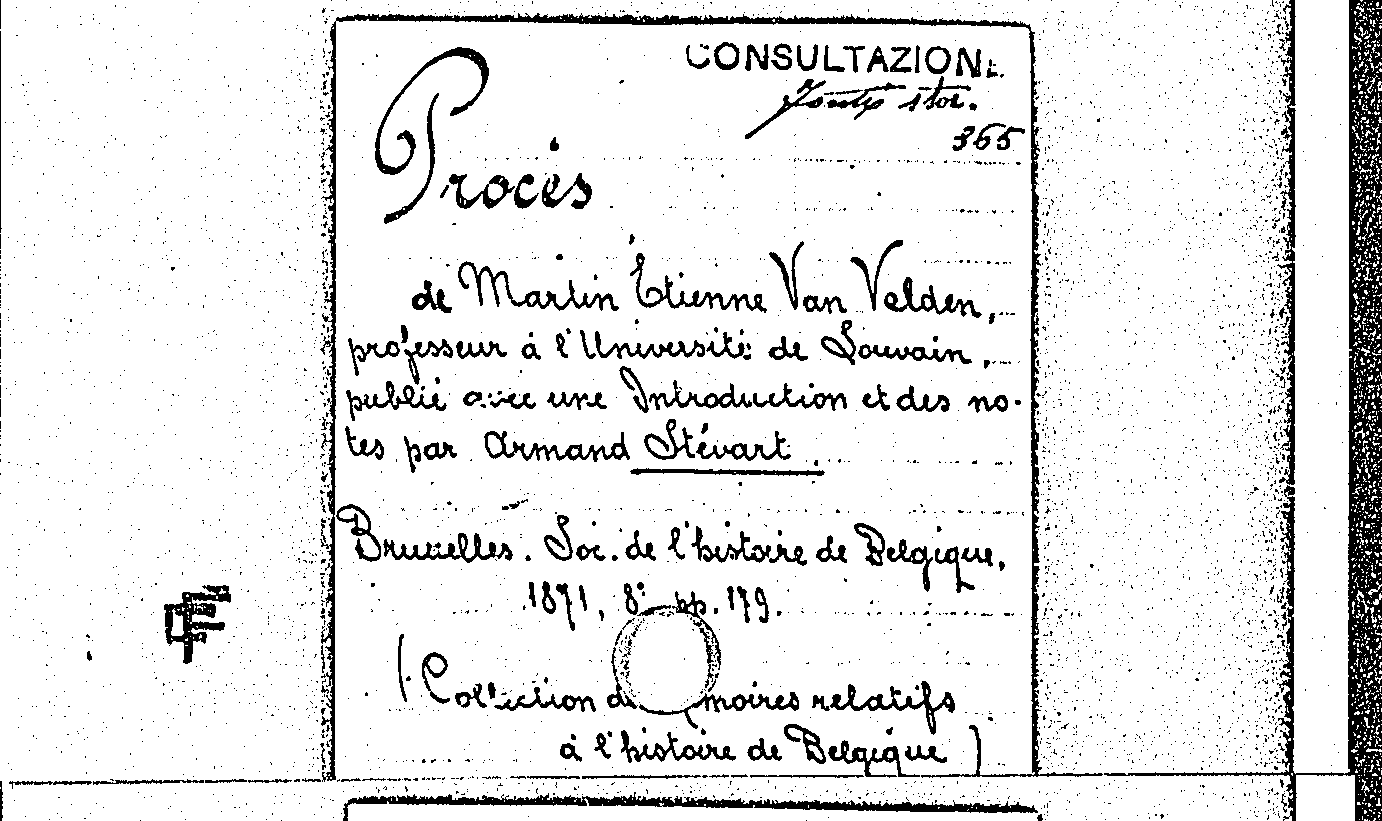 CONSULTAZIONE
Fonti stor.
365
Procès
de Martin Étienne Van Velden,
professeur à l'Université de Louvain,
publié avec une Introduction et des no-
tes par Armand Stévart.
Bruxelles. Soc. de l'histoire de Belgique,
1871, 8° pp. 179.
(Collection moires relatifs
à l'histoire de Belgique)